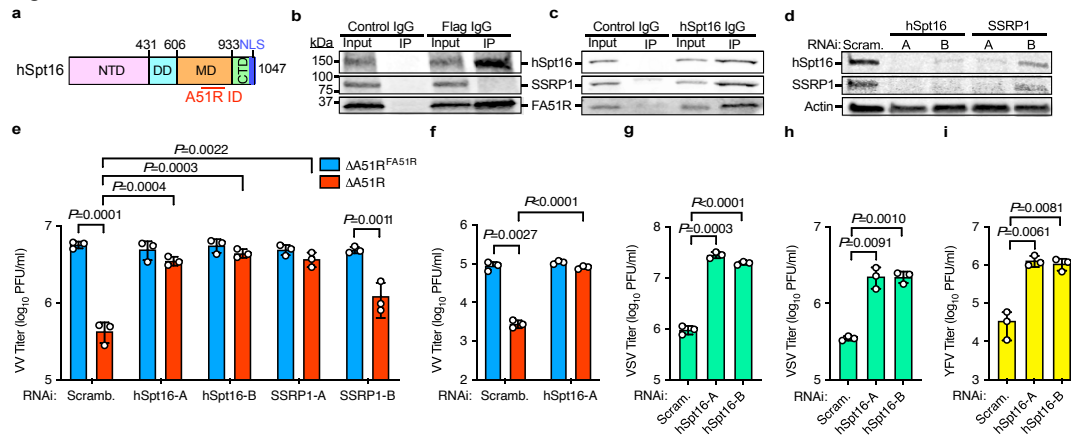 a
431 606 933 NLS
hSpt16 NTD DD MD CTD 1047
A51R ID
b
Control IgG Flag IgG
kDa Input IP Input IP
150
100
75
37
hSpt16
SSRP1
FA51R
c
Control IgG hSpt16 IgG
Input IP Input IP
d
hSpt16 SSRP1
RNAi: Scram. A B A B
hSpt16
SSRP1
Actin
e
P=0.0022
P=0.0003
P=0.0004
P=0.0001
P=0.0011
ΔA51R^FA51R
ΔA51R
VV Titer (log10 PFU/ml)
7
6
5
RNAi: Scramb. hSpt16-A hSpt16-B SSRP1-A SSRP1-B
f
P<0.0001
P=0.0027
VV Titer (log10 PFU/ml)
6
5
4
3
2
RNAi: Scramb. hSpt16-A
g
P<0.0001
P=0.0003
VSV Titer (log10 PFU/ml)
8
7
6
5
RNAi: Scram. hSpt16-A hSpt16-B
h
P=0.0010
P=0.0091
VSV Titer (log10 PFU/ml)
7
6
5
RNAi: Scram. hSpt16-A hSpt16-B
i
P=0.0081
P=0.0061
YFV Titer (log10 PFU/ml)
7
6
5
4
3
RNAi: Scram. hSpt16-A hSpt16-B